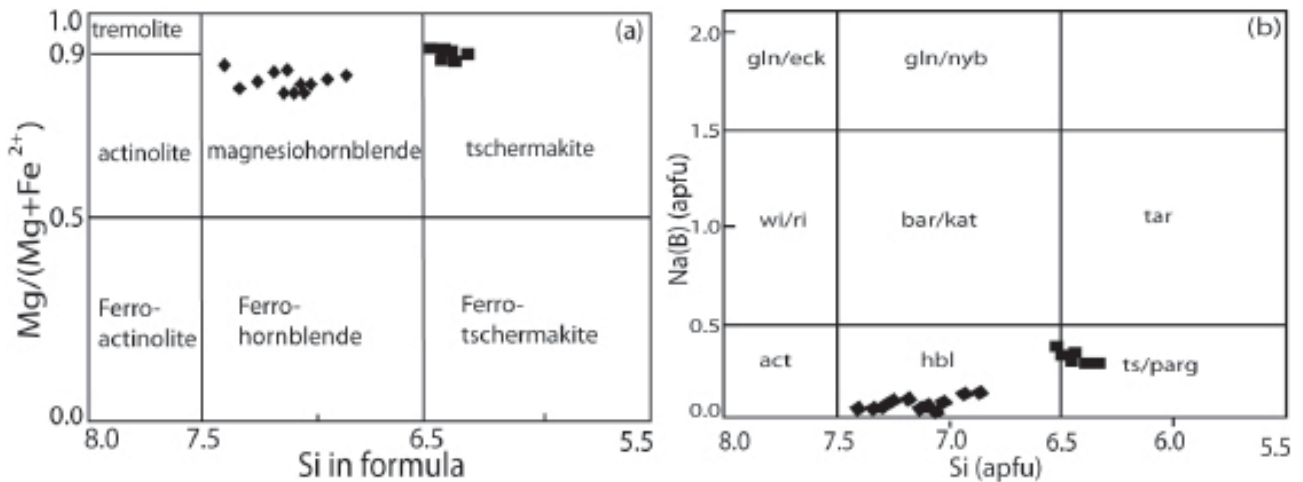 (a)
1.0
tremolite
0.9
actinolite
magnesiohornblende
tschermakite
0.5
Ferro-
actinolite
Ferro-
hornblende
Ferro-
tschermakite
0.0
8.0
7.5
6.5
5.5
Mg/(Mg+Fe²⁺)
Si in formula
(b)
2.0
gln/eck
gln/nyb
1.5
wi/ri
bar/kat
tar
1.0
0.5
act
hbl
ts/parg
0.0
8.0
7.5
7.0
6.5
6.0
5.5
Na(B) (apfu)
Si (apfu)